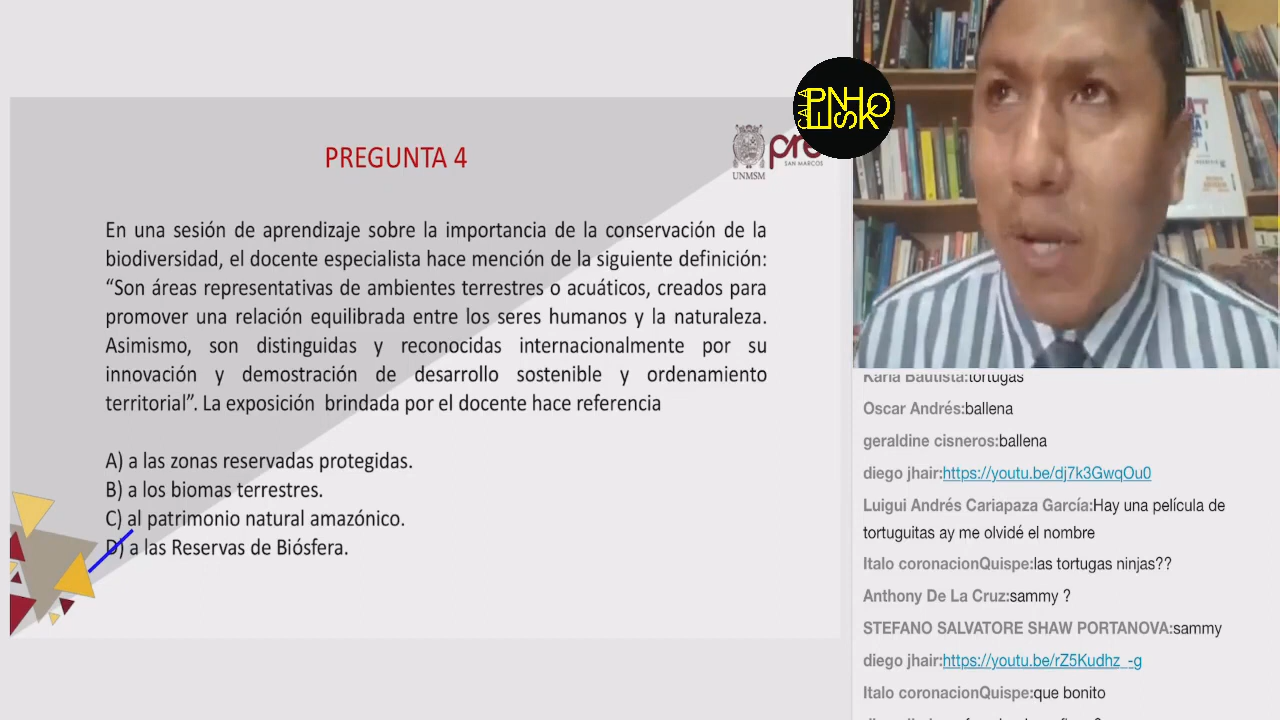 PREGUNTA 4
UNMSM
pre
SAN MARCOS
CALA
PENHSKO
En una sesión de aprendizaje sobre la importancia de la conservación de la
biodiversidad, el docente especialista hace mención de la siguiente definición:
“Son áreas representativas de ambientes terrestres o acuáticos, creados para
promover una relación equilibrada entre los seres humanos y la naturaleza.
Asimismo, son distinguidas y reconocidas internacionalmente por su
innovación y demostración de desarrollo sostenible y ordenamiento
territorial”. La exposición brindada por el docente hace referencia
A) a las zonas reservadas protegidas.
B) a los biomas terrestres.
C) al patrimonio natural amazónico.
D) a las Reservas de Biósfera.
Karla Bautista:tortugas
Oscar Andrés:ballena
geraldine cisneros:ballena
diego jhair:https://youtu.be/dj7k3GwqOu0
Luigui Andrés Cariapaza García:Hay una película de
tortuguitas ay me olvidé el nombre
Italo coronacionQuispe:las tortugas ninjas??
Anthony De La Cruz:sammy ?
STEFANO SALVATORE SHAW PORTANOVA:sammy
diego jhair:https://youtu.be/rZ5Kudhz_-g
Italo coronacionQuispe:que bonito